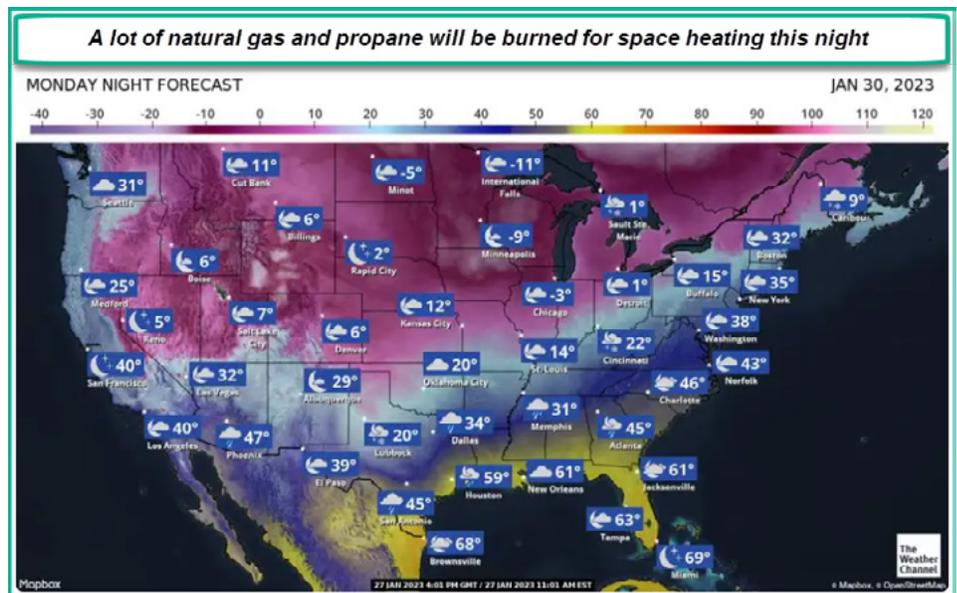 A lot of natural gas and propane will be burned for space heating this night
MONDAY NIGHT FORECAST
JAN 30, 2023
-40 -30 -20 -10 0 10 20 30 40 50 60 70 80 90 100 110 120
31°
Seattle
11°
Cut Bank
-5°
Minot
-11°
International
Falls
1°
Sault Ste.
Marie
9°
Caribou
6°
Billings
-9°
Minneapolis
32°
Boston
6°
Boise
2°
Rapid City
25°
Medford
15°
Buffalo
35°
New York
-3°
Chicago
1°
Detroit
5°
Reno
7°
Salt Lake
City
12°
Kansas City
6°
Denver
38°
Washington
14°
St. Louis
22°
Cincinnati
40°
San Francisco
32°
Las Vegas
29°
Albuquerque
20°
Oklahoma City
43°
Norfolk
46°
Charlotte
40°
Los Angeles
47°
Phoenix
20°
Lubbock
34°
Dallas
31°
Memphis
45°
Atlanta
39°
El Paso
59°
Houston
61°
New Orleans
61°
Jacksonville
45°
San Antonio
63°
Tampa
68°
Brownsville
69°
Miami
The
Weather
Channel
Mapbox
27 JAN 2023 4:01 PM GMT / 27 JAN 2023 11:01 AM EST
© Mapbox, © OpenStreetMap